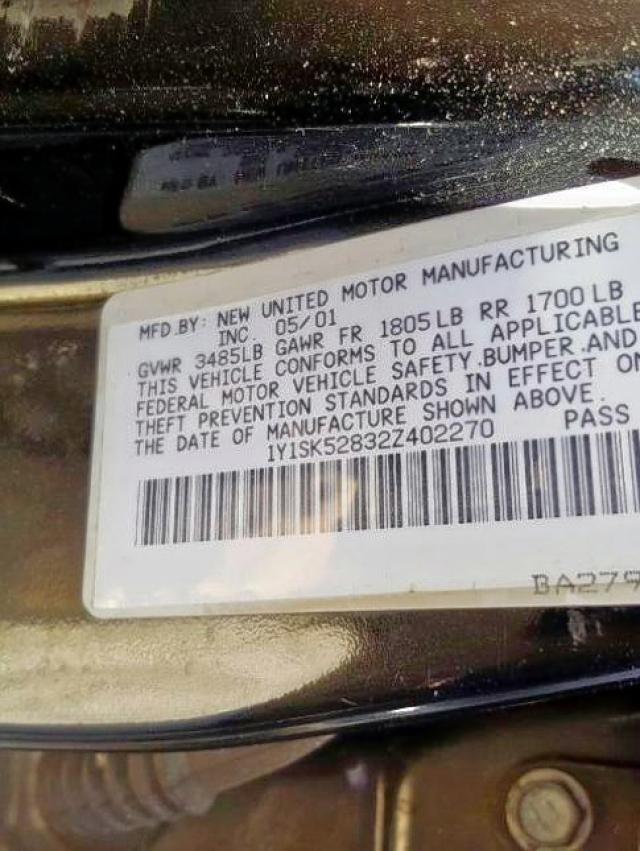 MFD.BY: NEW UNITED MOTOR MANUFACTURING
INC. 05/01
GVWR 3485LB GAWR FR 1805LB RR 1700LB
THIS VEHICLE CONFORMS TO ALL APPLICABLE
FEDERAL MOTOR VEHICLE SAFETY.BUMPER.AND
THEFT PREVENTION STANDARDS IN EFFECT ON
THE DATE OF MANUFACTURE SHOWN ABOVE.
1Y1SK52832Z402270 PASS
BA279